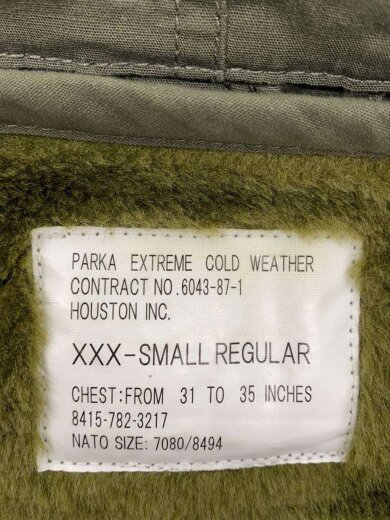 PARKA EXTREME COLD WEATHER
CONTRACT NO.6043-87-1
HOUSTON INC.
XXX-SMALL REGULAR
CHEST:FROM 31 TO 35 INCHES
8415-782-3217
NATO SIZE: 7080/8494